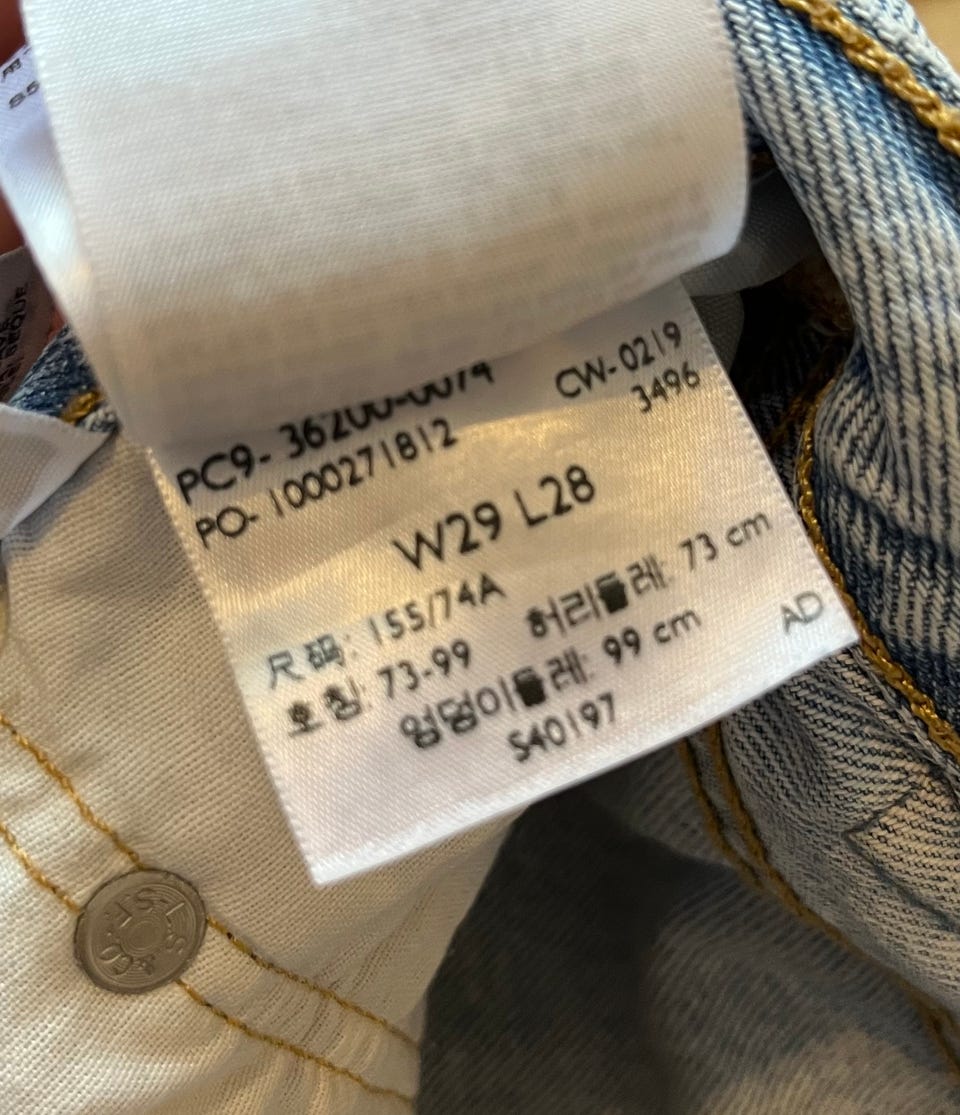 CW-0219
PC9- 36200-0074 3496
PO- 1000271812
W29 L28
尺码: 155/74A 허리둘레: 73 cm
호칭: 73-99 AD
엉덩이둘레: 99 cm
S40197
L.S.
CO